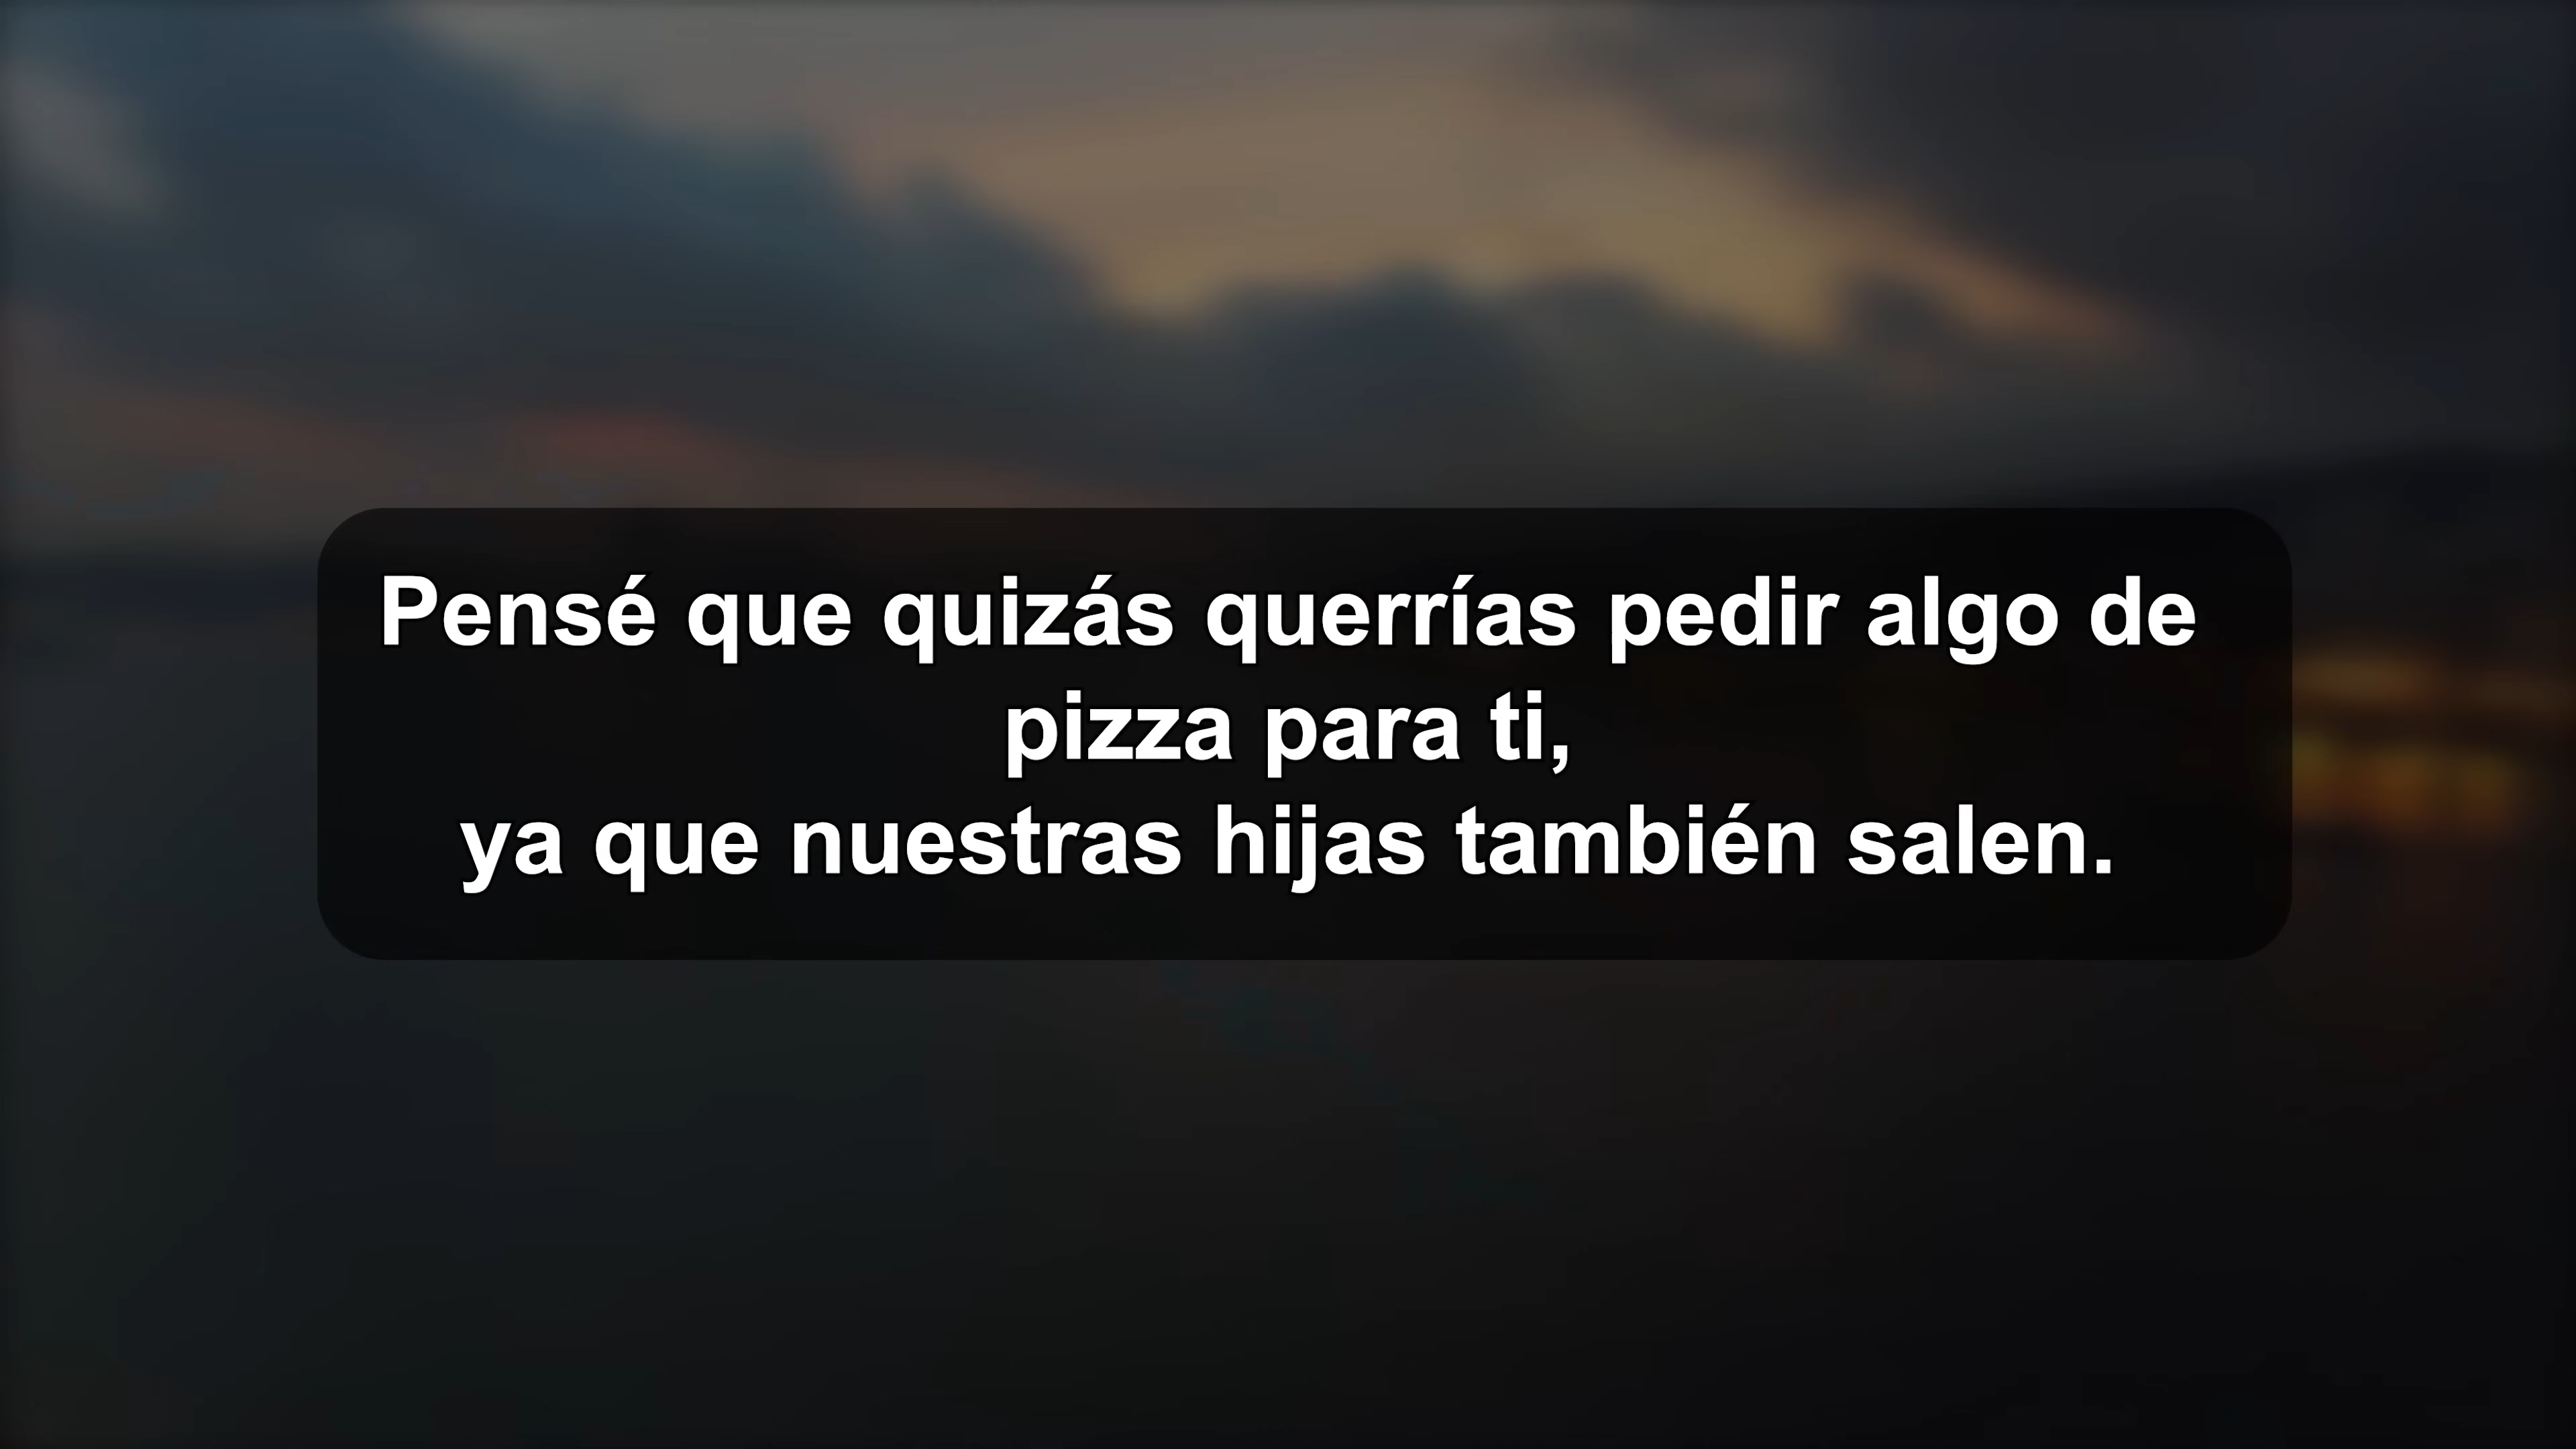 Pensé que quizás querrías pedir algo de
pizza para ti,
ya que nuestras hijas también salen.